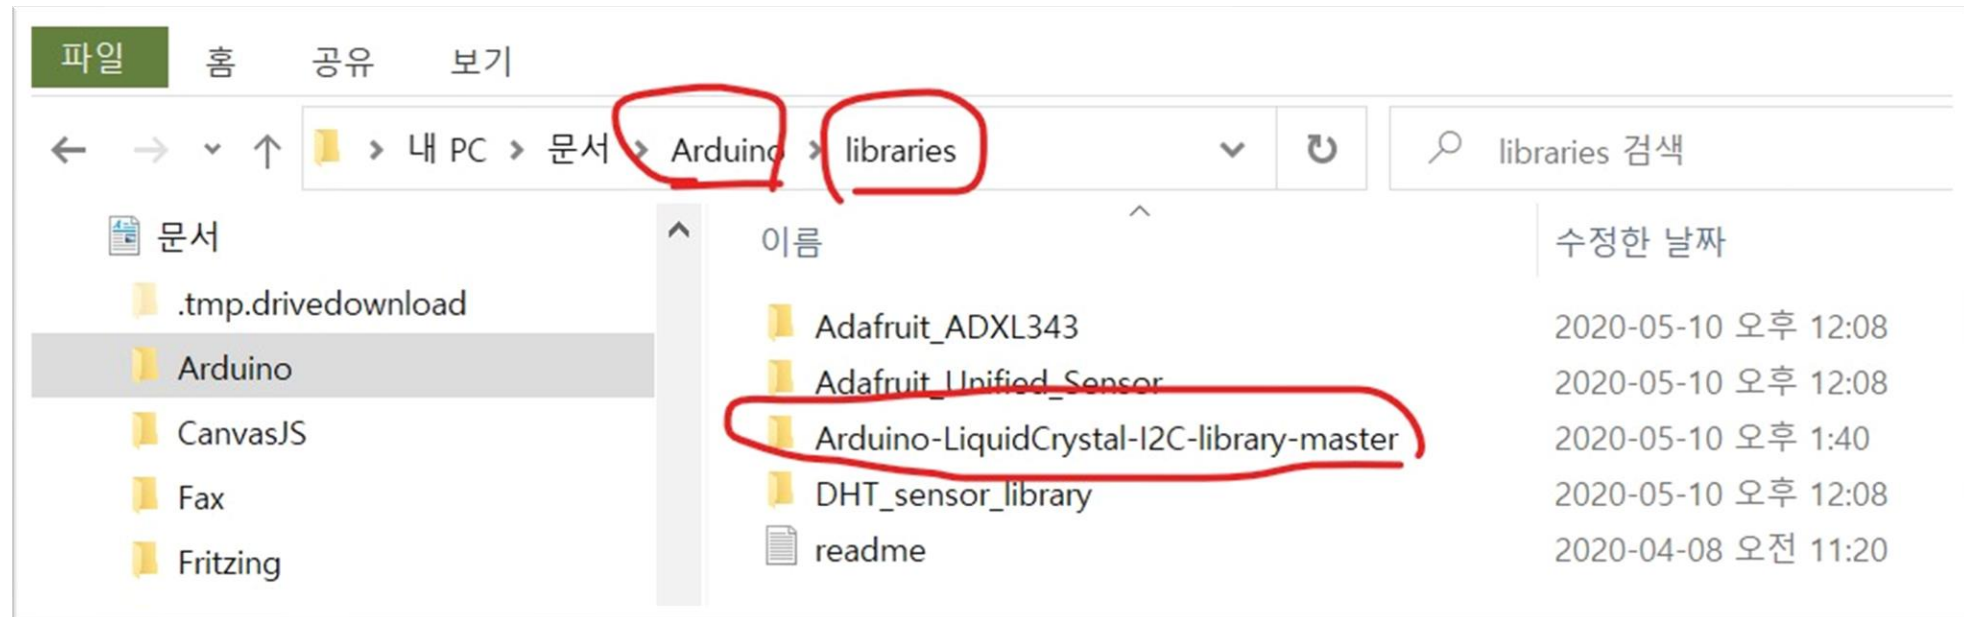 파일 홈 공유 보기
내 PC 문서 Arduino libraries libraries 검색
문서
.tmp.drivedownload
Arduino
CanvasJS
Fax
Fritzing
이름 수정한 날짜
Adafruit_ADXL343 2020-05-10 오후 12:08
Adafruit_Unified_Sensor 2020-05-10 오후 12:08
Arduino-LiquidCrystal-I2C-library-master 2020-05-10 오후 1:40
DHT_sensor_library 2020-05-10 오후 12:08
readme 2020-04-08 오전 11:20